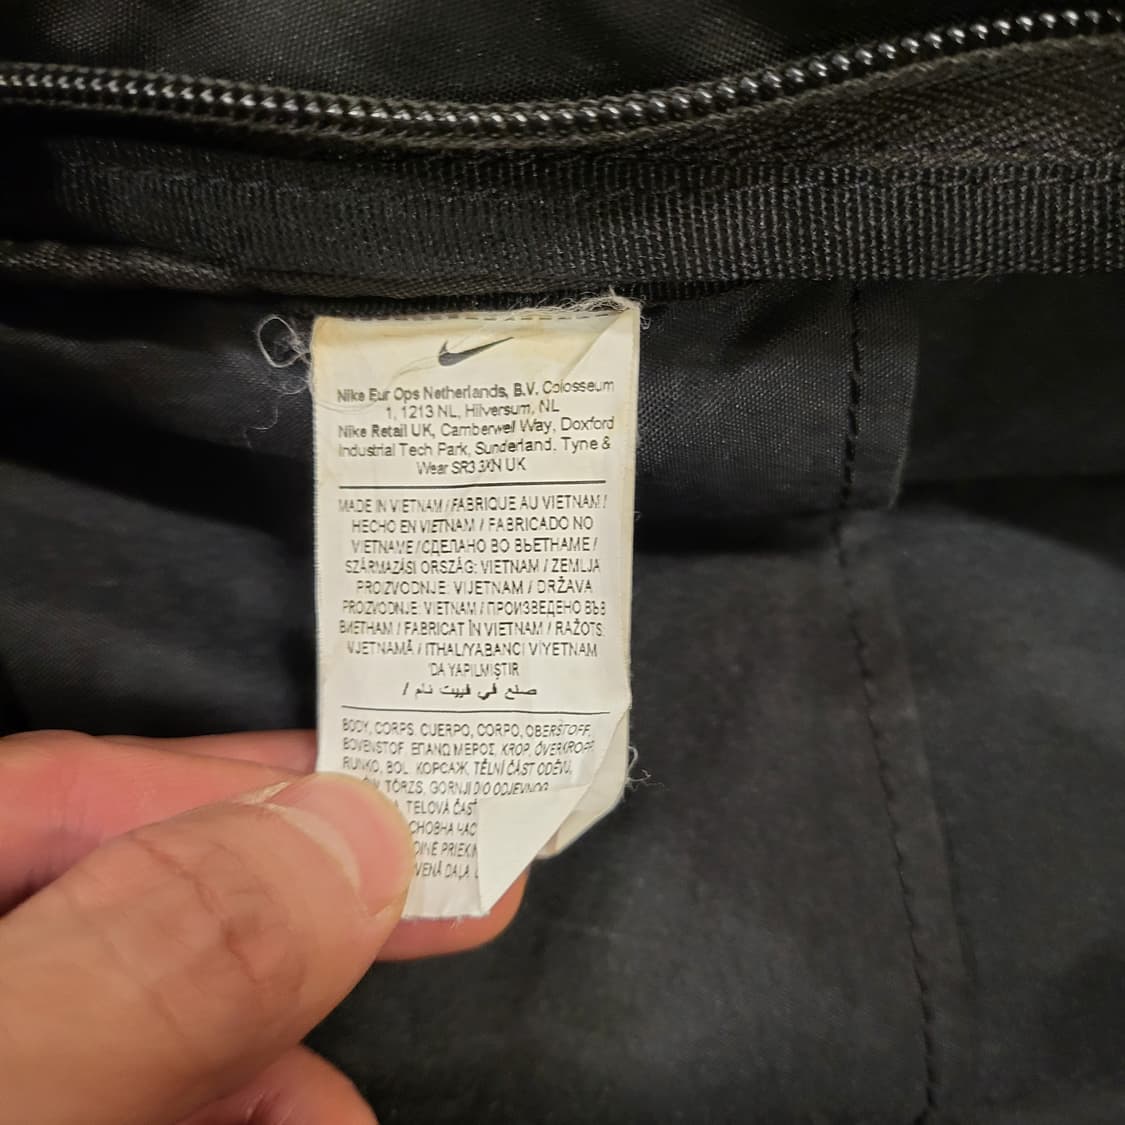 Nike Eur Ops Netherlands, B.V. Colosseum
1, 1213 NL, Hilversum, NL
Nike Retail UK, Camberwell Way, Doxford
Industrial Tech Park, Sunderland, Tyne &
Wear SR3 3XN UK
MADE IN VIETNAM / FABRIQUE AU VIETNAM /
HECHO EN VIETNAM / FABRICADO NO
VIETNAME / СДЕЛАНО ВО ВЬЕТНАМЕ /
SZÁRMAZÁSI ORSZÁG: VIETNAM / ZEMLJA
PROIZVODNJE: VIJETNAM / DRŽAVA
PROIZVODNJE: VIETNAM / ПРОИЗВЕДЕНО ВЪВ
ВИЕТНАМ / FABRICAT ÎN VIETNAM / RAŽOTS
VJETNAMĀ / ITHAL/YABANCI VİYETNAM
'DA YAPILMIŞTIR
صنع في فييت نام /
BODY, CORPS, CUERPO, CORPO, OBERSTOFF,
BOVENSTOF, ΕΠΑΝΩ ΜΕΡΟΣ, KROP, ÖVERKROPP,
RUNKO, BOL, КОРСАЖ, TĚLNÍ ČÁST ODĚVU,
TÖRZS, GORNJI DIO ODJEVNOG
TELOVÁ ČASŤ